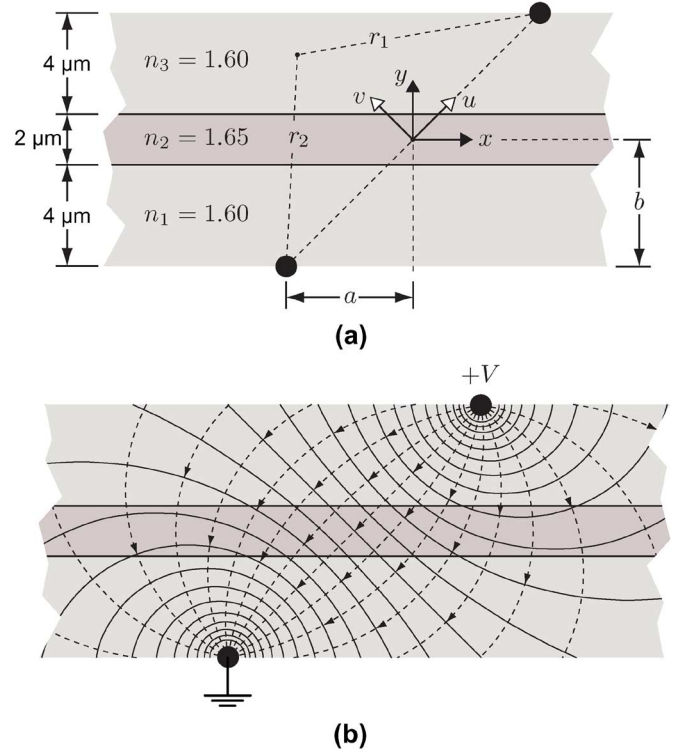 4 µm
n₃ = 1.60
r₁
y
v
u
2 µm
n₂ = 1.65
r₂
x
4 µm
n₁ = 1.60
b
a
(a)
+V
(b)